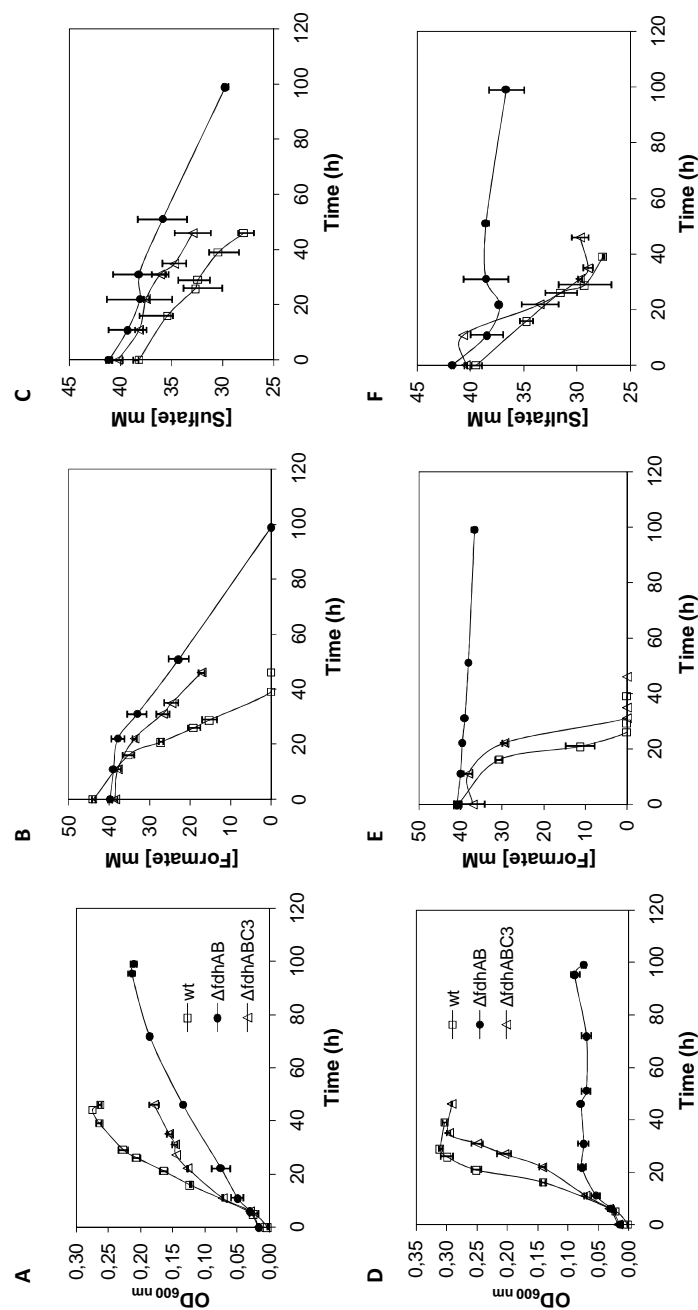 A
0,30
0,25
0,20
0,15
0,10
0,05
0,00
OD600 nm
0 20 40 60 80 100 120
Time (h)
wt
ΔfdhAB
ΔfdhABC3
B
50
40
30
20
10
0
[Formate] mM
0 20 40 60 80 100 120
Time (h)
C
45
40
35
30
25
[Sulfate] mM
0 20 40 60 80 100 120
Time (h)
D
0,35
0,30
0,25
0,20
0,15
0,10
0,05
0,00
OD600 nm
0 20 40 60 80 100 120
Time (h)
wt
ΔfdhAB
ΔfdhABC3
E
50
40
30
20
10
0
[Formate] mM
0 20 40 60 80 100 120
Time (h)
F
45
40
35
30
25
[Sulfate] mM
0 20 40 60 80 100 120
Time (h)